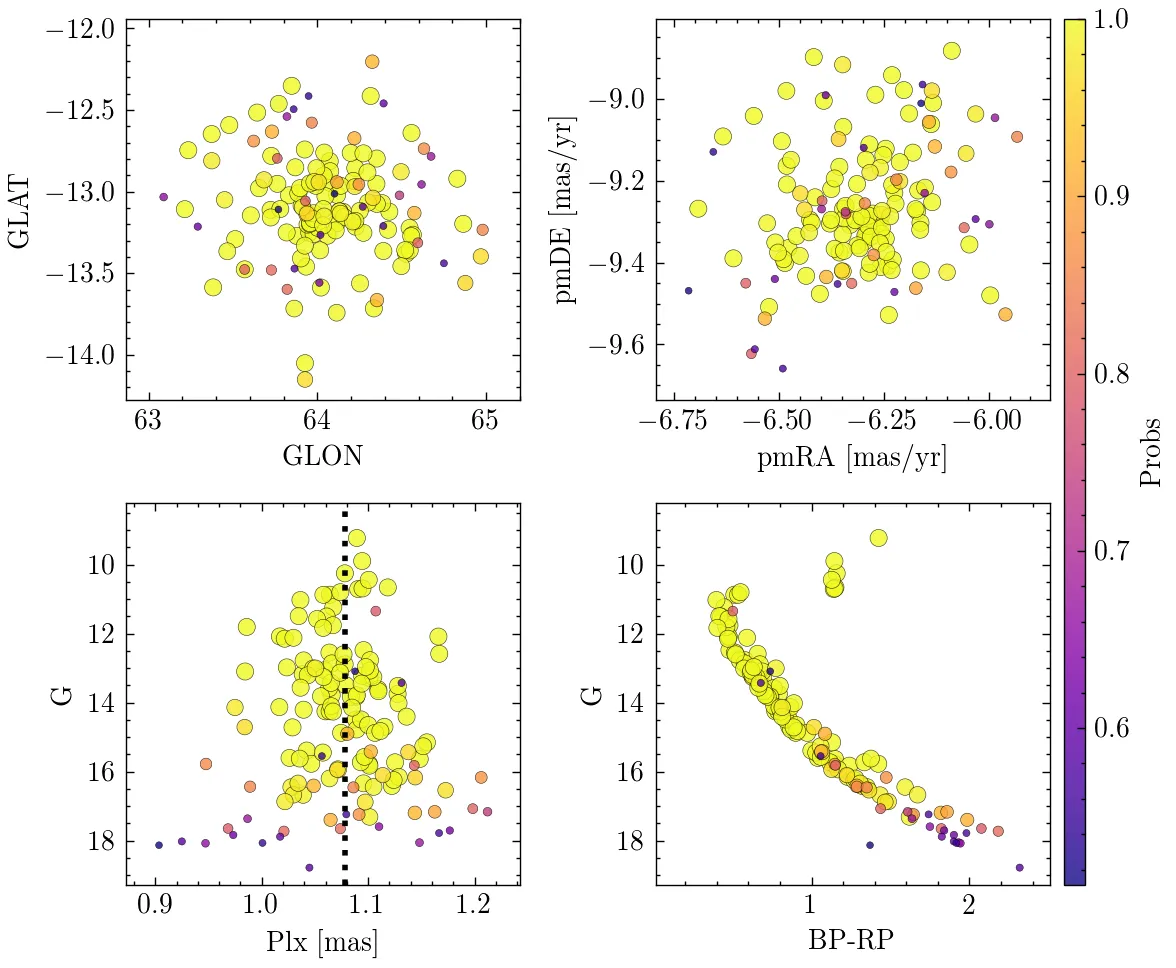 −12.0
−12.5
−13.0
−13.5
−14.0
GLAT
63 64 65
GLON
−9.0
−9.2
−9.4
−9.6
pmDE [mas/yr]
−6.75 −6.50 −6.25 −6.00
pmRA [mas/yr]
10
12
14
16
18
G
0.9 1.0 1.1 1.2
Plx [mas]
10
12
14
16
18
G
1 2
BP-RP
1.0
0.9
0.8
0.7
0.6
Probs